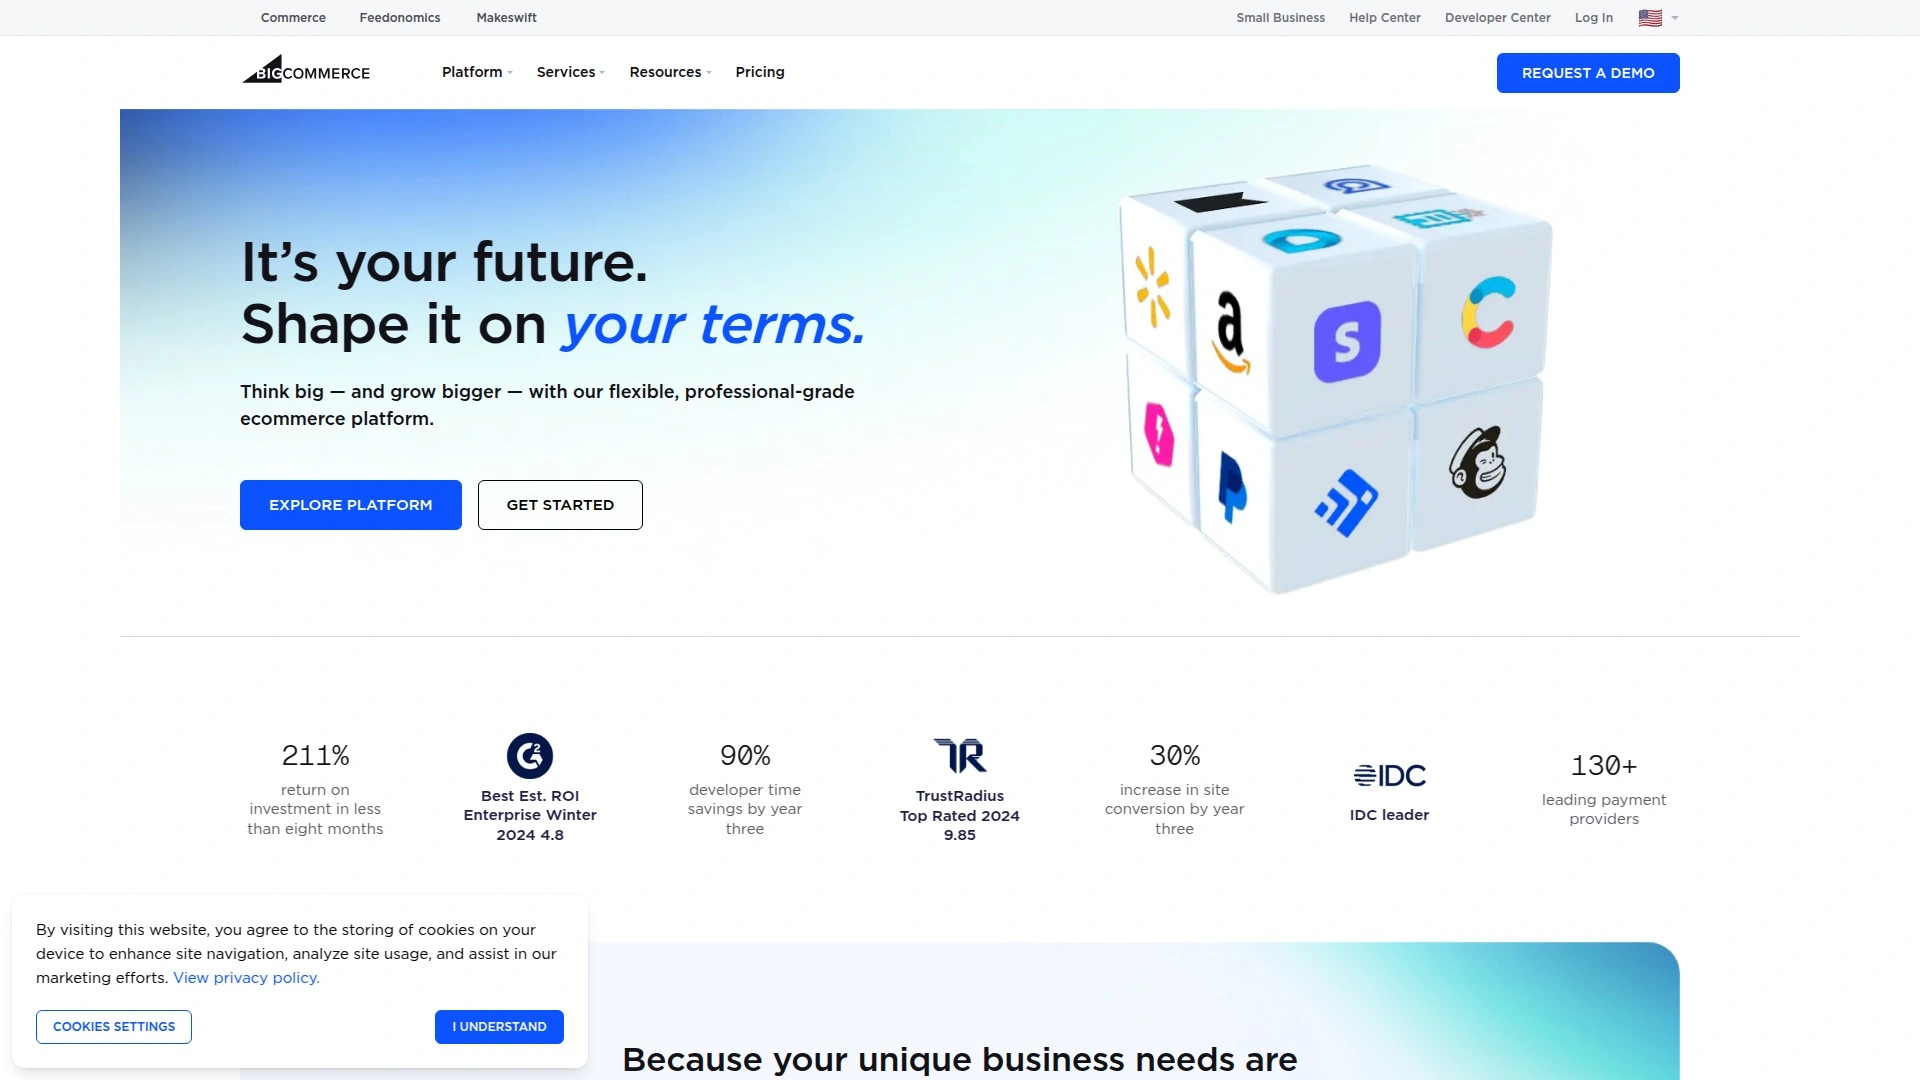 Commerce
Feedonomics
Makeswift
Small Business
Help Center
Developer Center
Log In
BIGCOMMERCE
Platform
Services
Resources
Pricing
REQUEST A DEMO
It’s your future.
Shape it on your terms.
Think big — and grow bigger — with our flexible, professional-grade
ecommerce platform.
EXPLORE PLATFORM
GET STARTED
211%
return on
investment in less
than eight months
G2
Best Est. ROI
Enterprise Winter
2024 4.8
90%
developer time
savings by year
three
TR
TrustRadius
Top Rated 2024
9.85
30%
increase in site
conversion by year
three
IDC
IDC leader
130+
leading payment
providers
By visiting this website, you agree to the storing of cookies on your
device to enhance site navigation, analyze site usage, and assist in our
marketing efforts. View privacy policy.
COOKIES SETTINGS
I UNDERSTAND
Because your unique business needs are